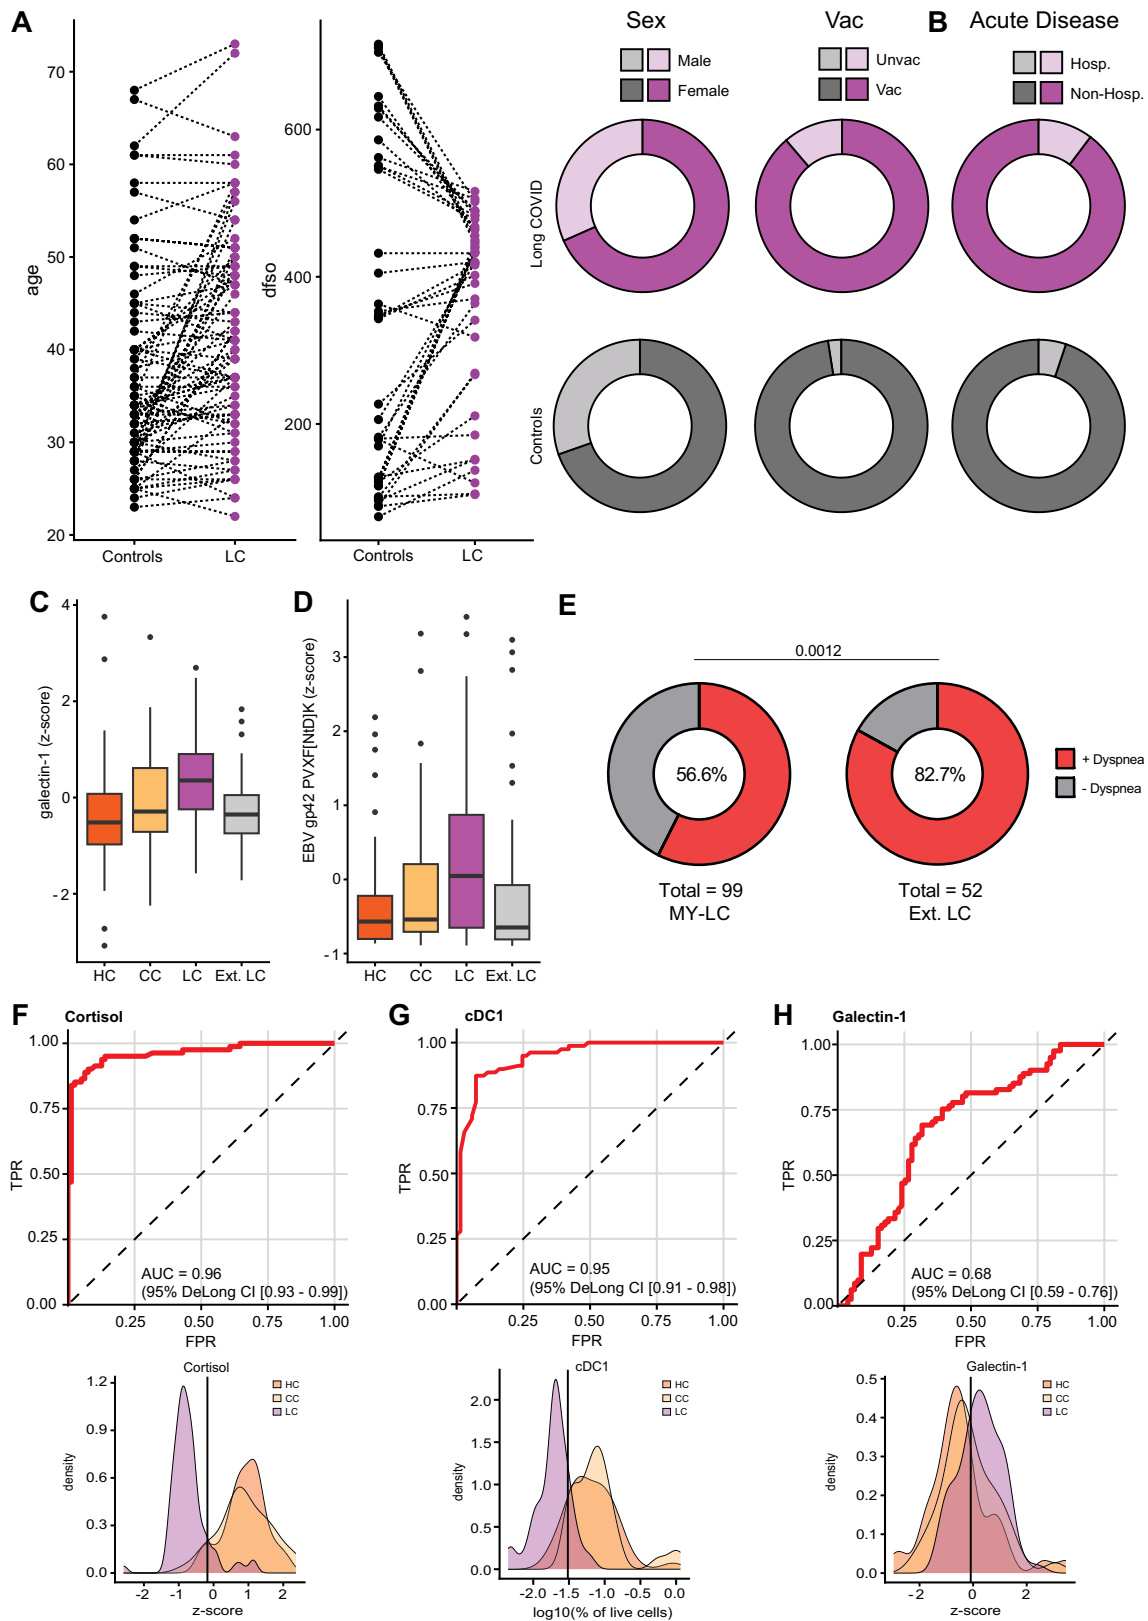 A
age
70
60
50
40
30
20
Controls
LC
dfso
600
400
200
Controls
LC
Sex
Male
Female
Vac
Unvac
Vac
B
Acute Disease
Hosp.
Non-Hosp.
Long COVID
Controls
C
galectin-1 (z-score)
4
2
0
-2
HC
CC
LC
Ext. LC
D
EBV gp42 PVXF[NtD]K (z-score)
3
2
1
0
-1
HC
CC
LC
Ext. LC
E
0.0012
56.6%
82.7%
+ Dyspnea
- Dyspnea
Total = 99
MY-LC
Total = 52
Ext. LC
F
Cortisol
TPR
1.00
0.75
0.50
0.25
0.00
AUC = 0.96
(95% DeLong CI [0.93 - 0.99])
0.25
0.50
0.75
1.00
FPR
G
cDC1
TPR
1.00
0.75
0.50
0.25
0.00
AUC = 0.95
(95% DeLong CI [0.91 - 0.98])
0.25
0.50
0.75
1.00
FPR
H
Galectin-1
TPR
1.00
0.75
0.50
0.25
0.00
AUC = 0.68
(95% DeLong CI [0.59 - 0.76])
0.25
0.50
0.75
1.00
FPR
Cortisol
HC
CC
LC
density
1.2
0.9
0.6
0.3
0.0
-2
-1
0
1
2
z-score
cDC1
HC
CC
LC
density
2.0
1.5
1.0
0.5
0.0
-2.0
-1.5
-1.0
-0.5
0.0
log10(% of live cells)
Galectin-1
HC
CC
LC
density
0.5
0.4
0.3
0.2
0.1
0.0
-2
0
2
z-score